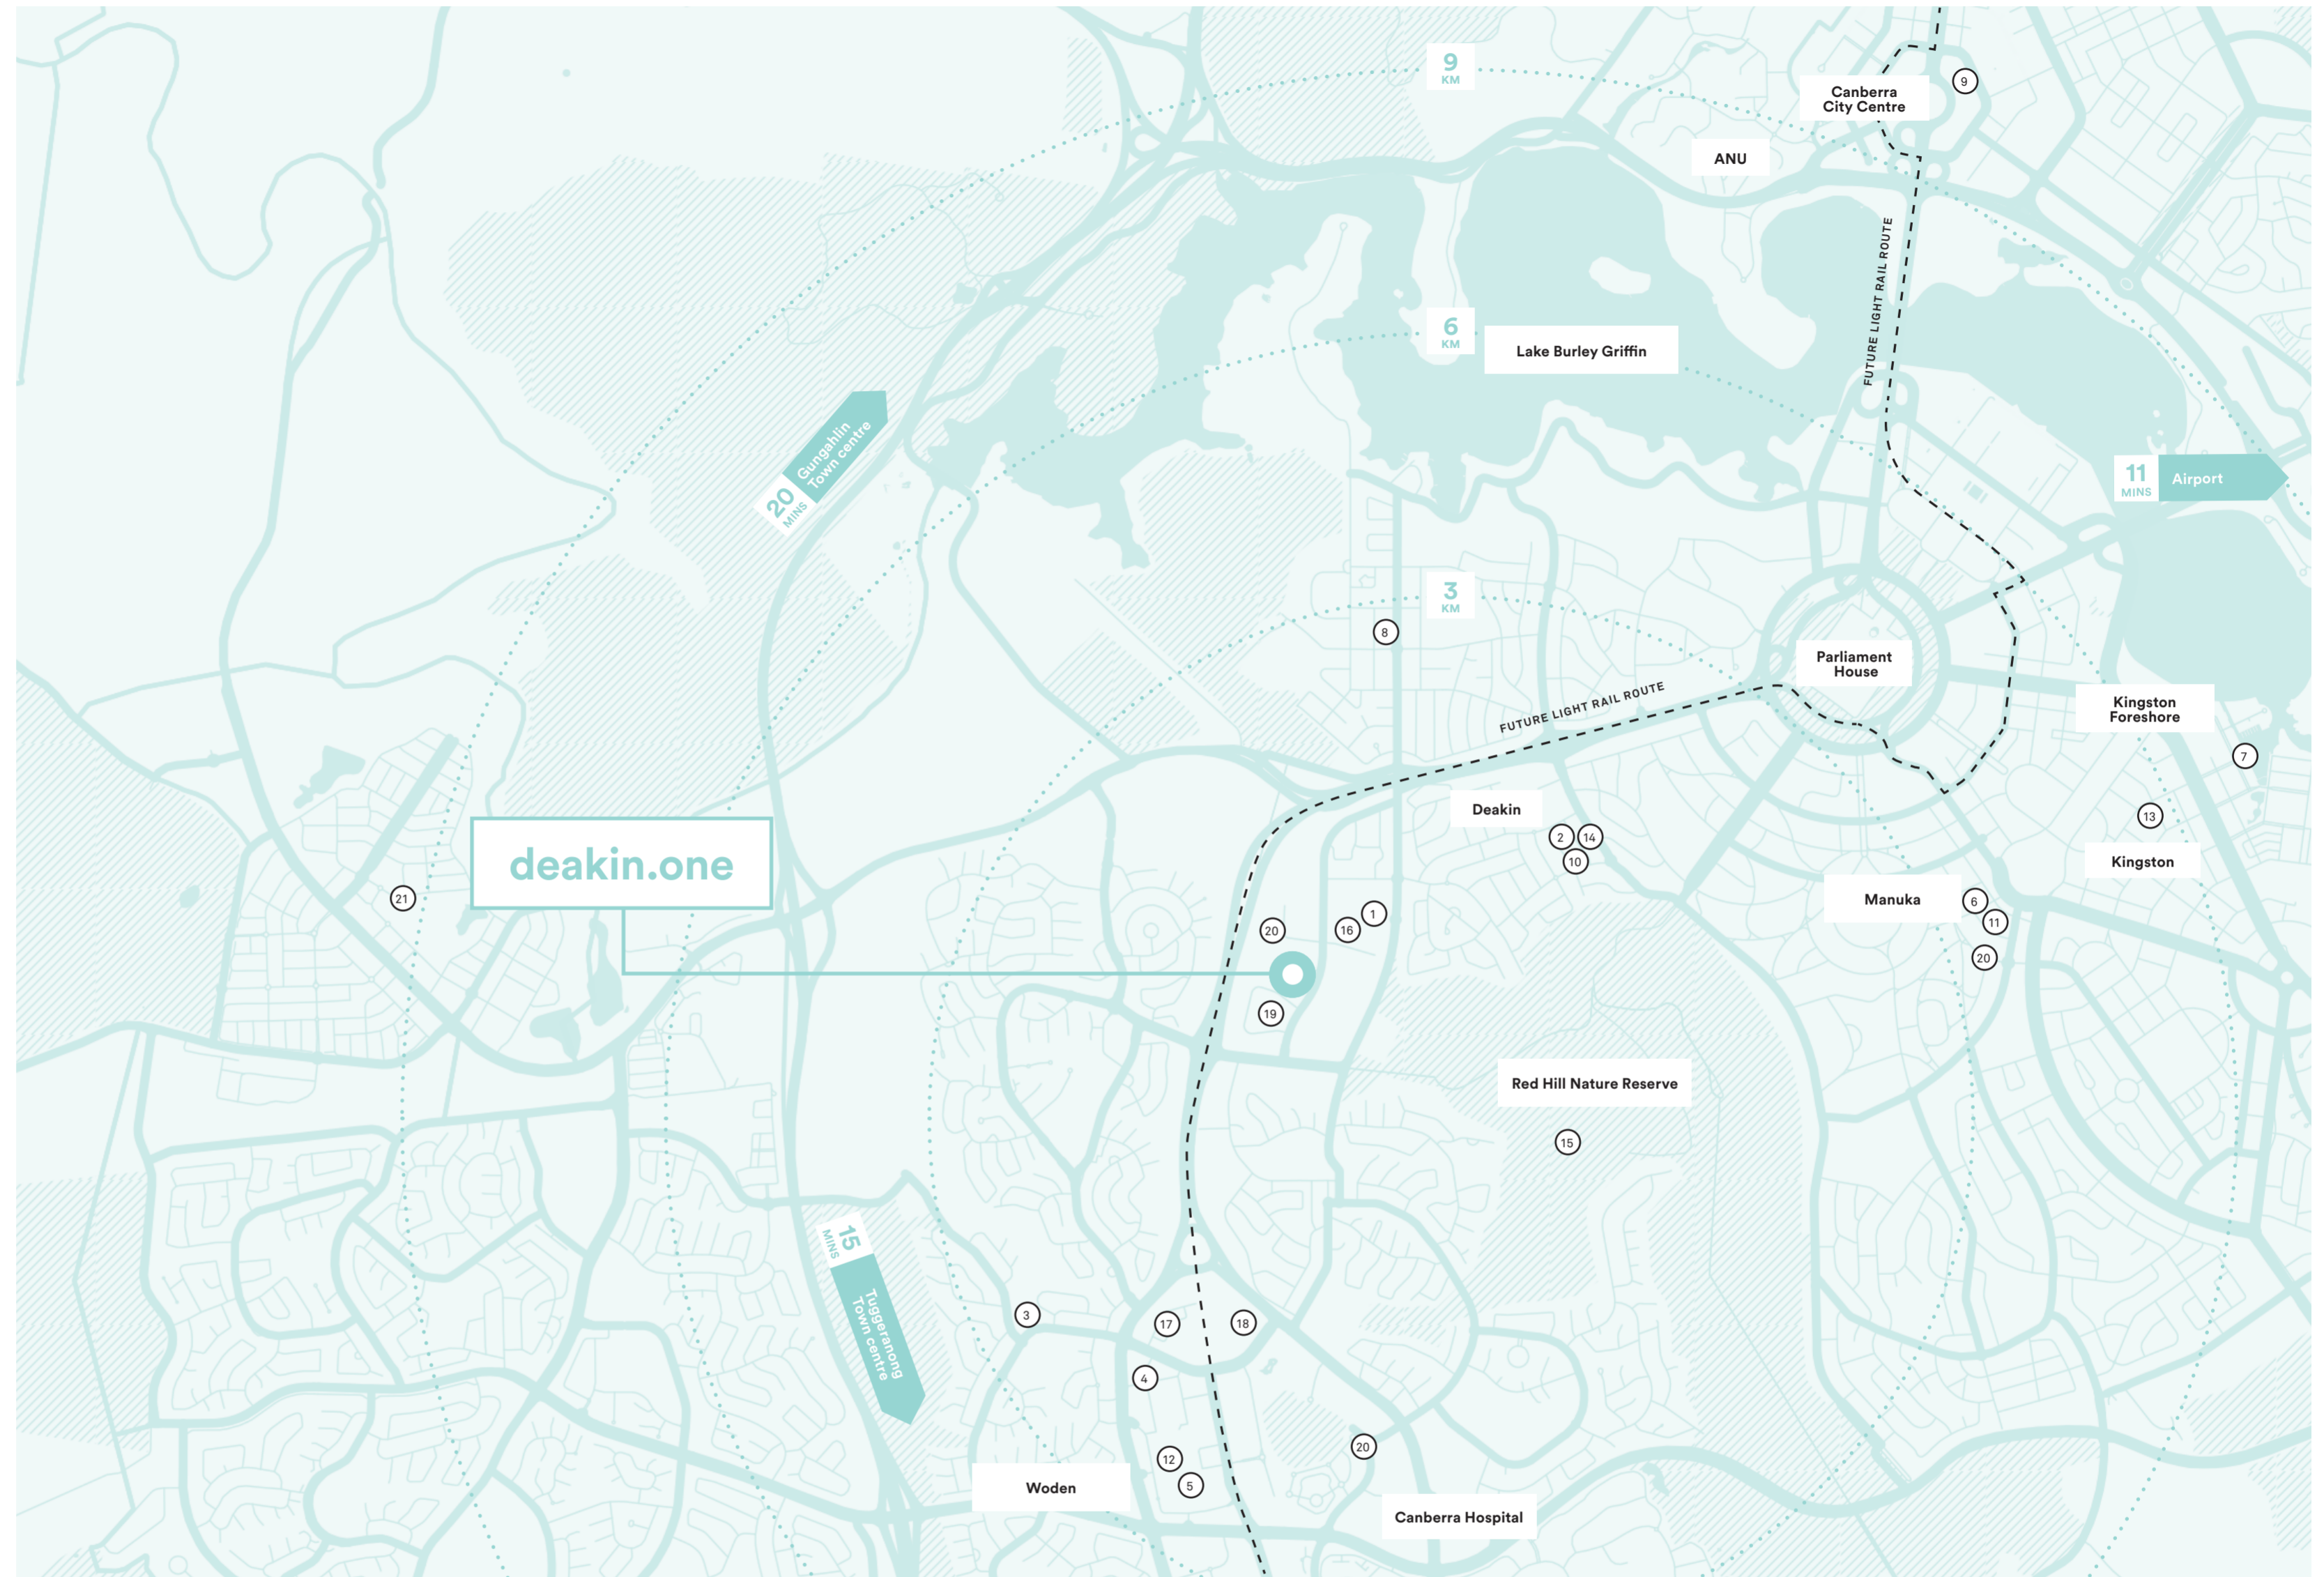 9
KM
9
Canberra
City Centre
ANU
FUTURE LIGHT RAIL ROUTE
6
KM
Lake Burley Griffin
Gungahlin
Town centre
20
MINS
11
MINS
Airport
3
KM
8
Parliament
House
FUTURE LIGHT RAIL ROUTE
Kingston
Foreshore
7
Deakin
13
2
14
10
Kingston
deakin.one
21
Manuka
6
11
20
1
16
20
19
Red Hill Nature Reserve
15
15
MINS
Tuggeranong
Town centre
3
17
18
4
12
5
20
Woden
Canberra Hospital